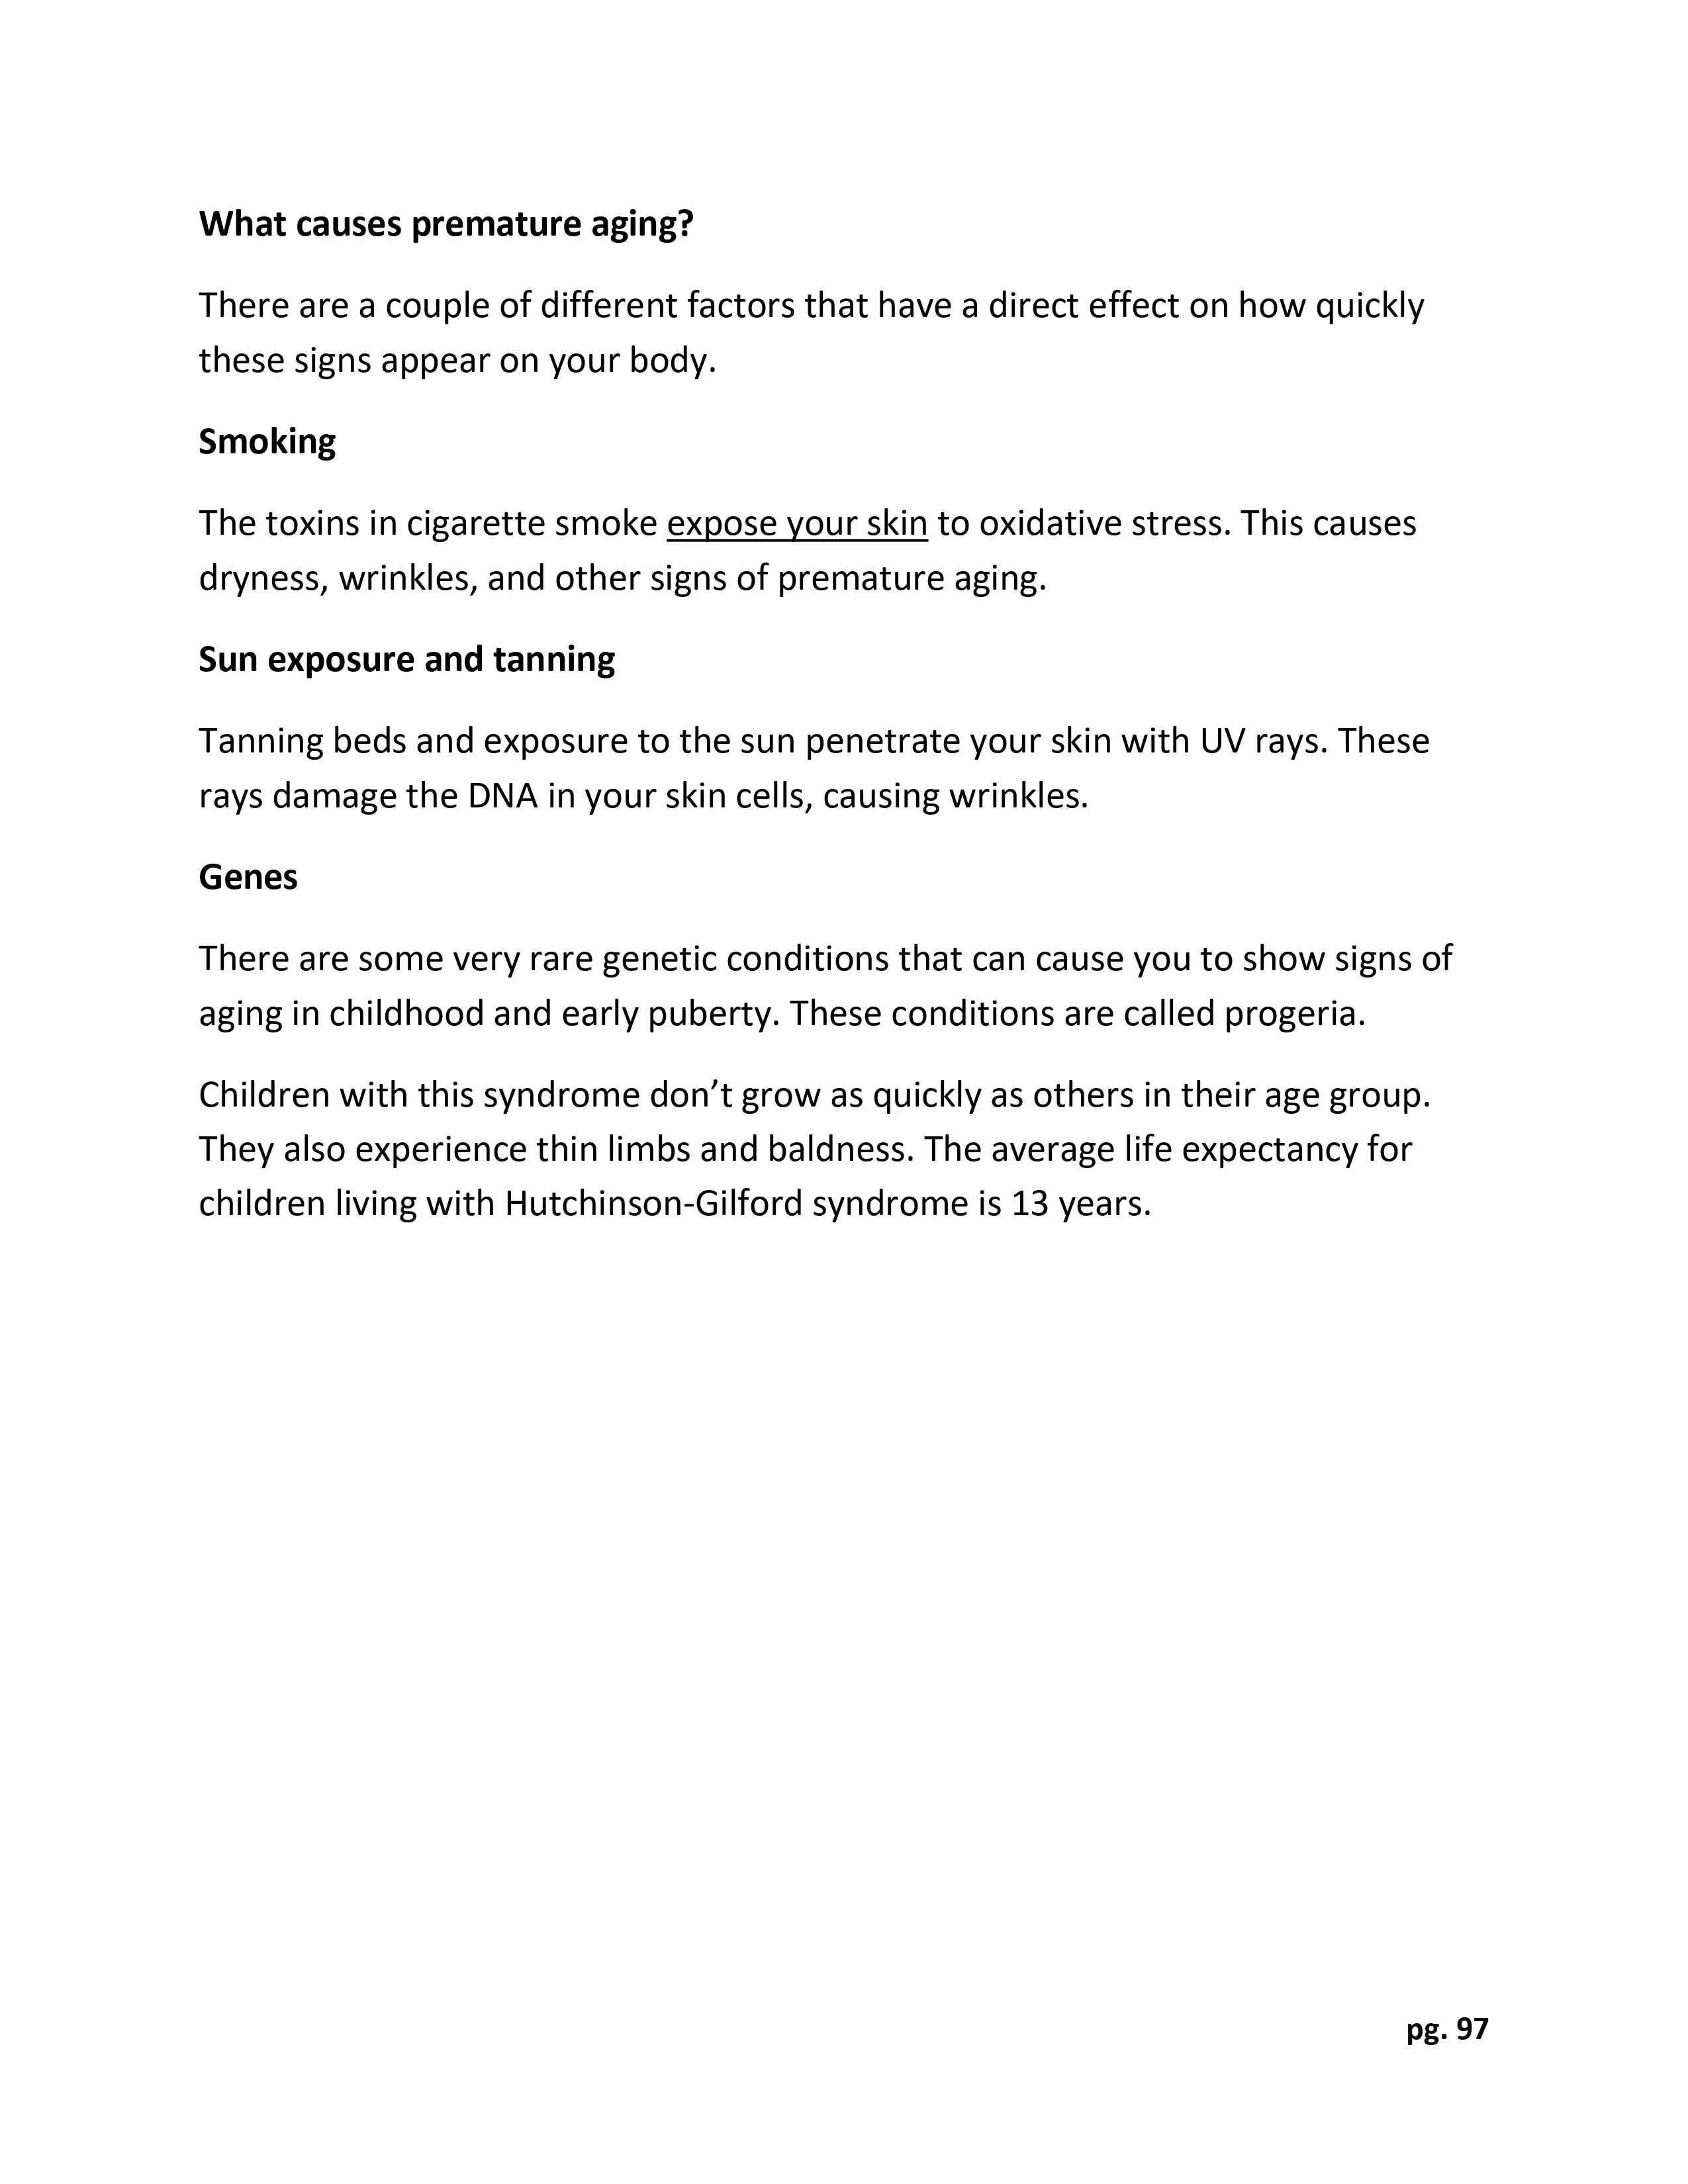 What causes premature aging?
There are a couple of different factors that have a direct effect on how quickly
these signs appear on your body.
Smoking
The toxins in cigarette smoke expose your skin to oxidative stress. This causes
dryness, wrinkles, and other signs of premature aging.
Sun exposure and tanning
Tanning beds and exposure to the sun penetrate your skin with UV rays. These
rays damage the DNA in your skin cells, causing wrinkles.
Genes
There are some very rare genetic conditions that can cause you to show signs of
aging in childhood and early puberty. These conditions are called progeria.
Children with this syndrome don’t grow as quickly as others in their age group.
They also experience thin limbs and baldness. The average life expectancy for
children living with Hutchinson-Gilford syndrome is 13 years.
pg. 97